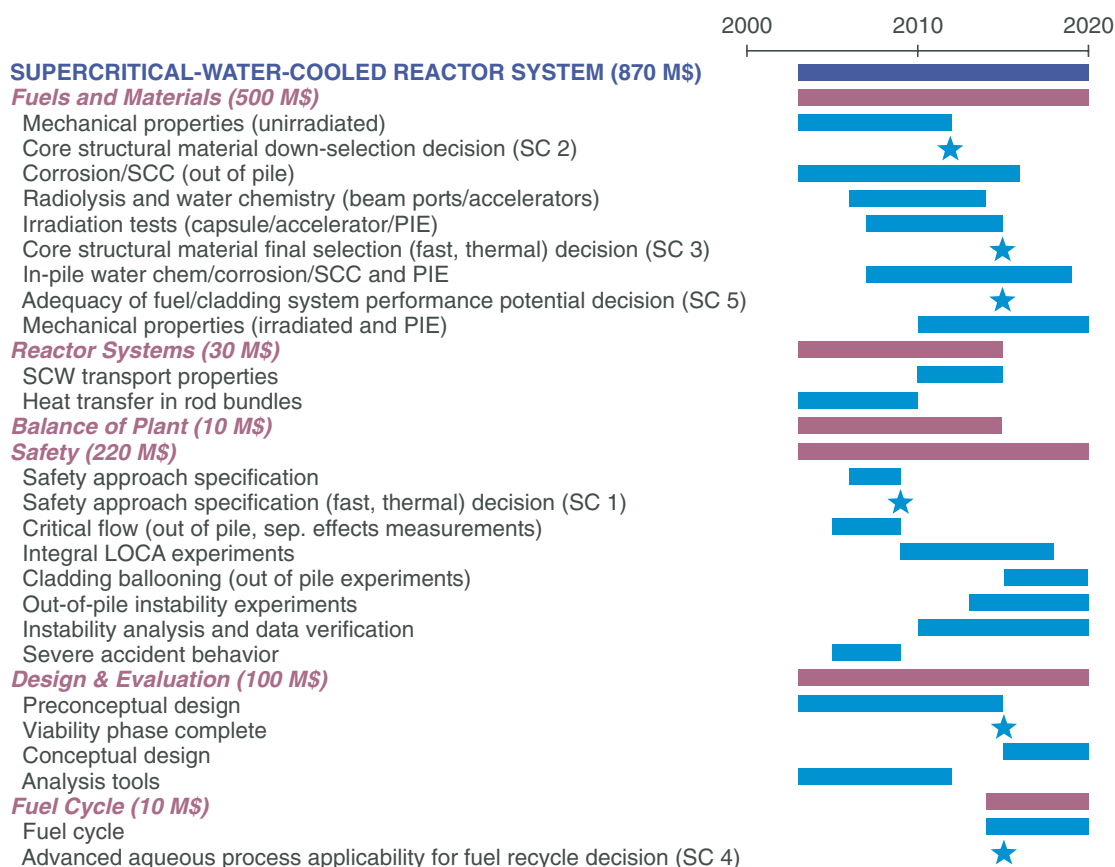 2000 2010 2020
SUPERCRITICAL-WATER-COOLED REACTOR SYSTEM (870 M$)
Fuels and Materials (500 M$)
Mechanical properties (unirradiated)
Core structural material down-selection decision (SC 2)
Corrosion/SCC (out of pile)
Radiolysis and water chemistry (beam ports/accelerators)
Irradiation tests (capsule/accelerator/PIE)
Core structural material final selection (fast, thermal) decision (SC 3)
In-pile water chem/corrosion/SCC and PIE
Adequacy of fuel/cladding system performance potential decision (SC 5)
Mechanical properties (irradiated and PIE)
Reactor Systems (30 M$)
SCW transport properties
Heat transfer in rod bundles
Balance of Plant (10 M$)
Safety (220 M$)
Safety approach specification
Safety approach specification (fast, thermal) decision (SC 1)
Critical flow (out of pile, sep. effects measurements)
Integral LOCA experiments
Cladding ballooning (out of pile experiments)
Out-of-pile instability experiments
Instability analysis and data verification
Severe accident behavior
Design & Evaluation (100 M$)
Preconceptual design
Viability phase complete
Conceptual design
Analysis tools
Fuel Cycle (10 M$)
Fuel cycle
Advanced aqueous process applicability for fuel recycle decision (SC 4)